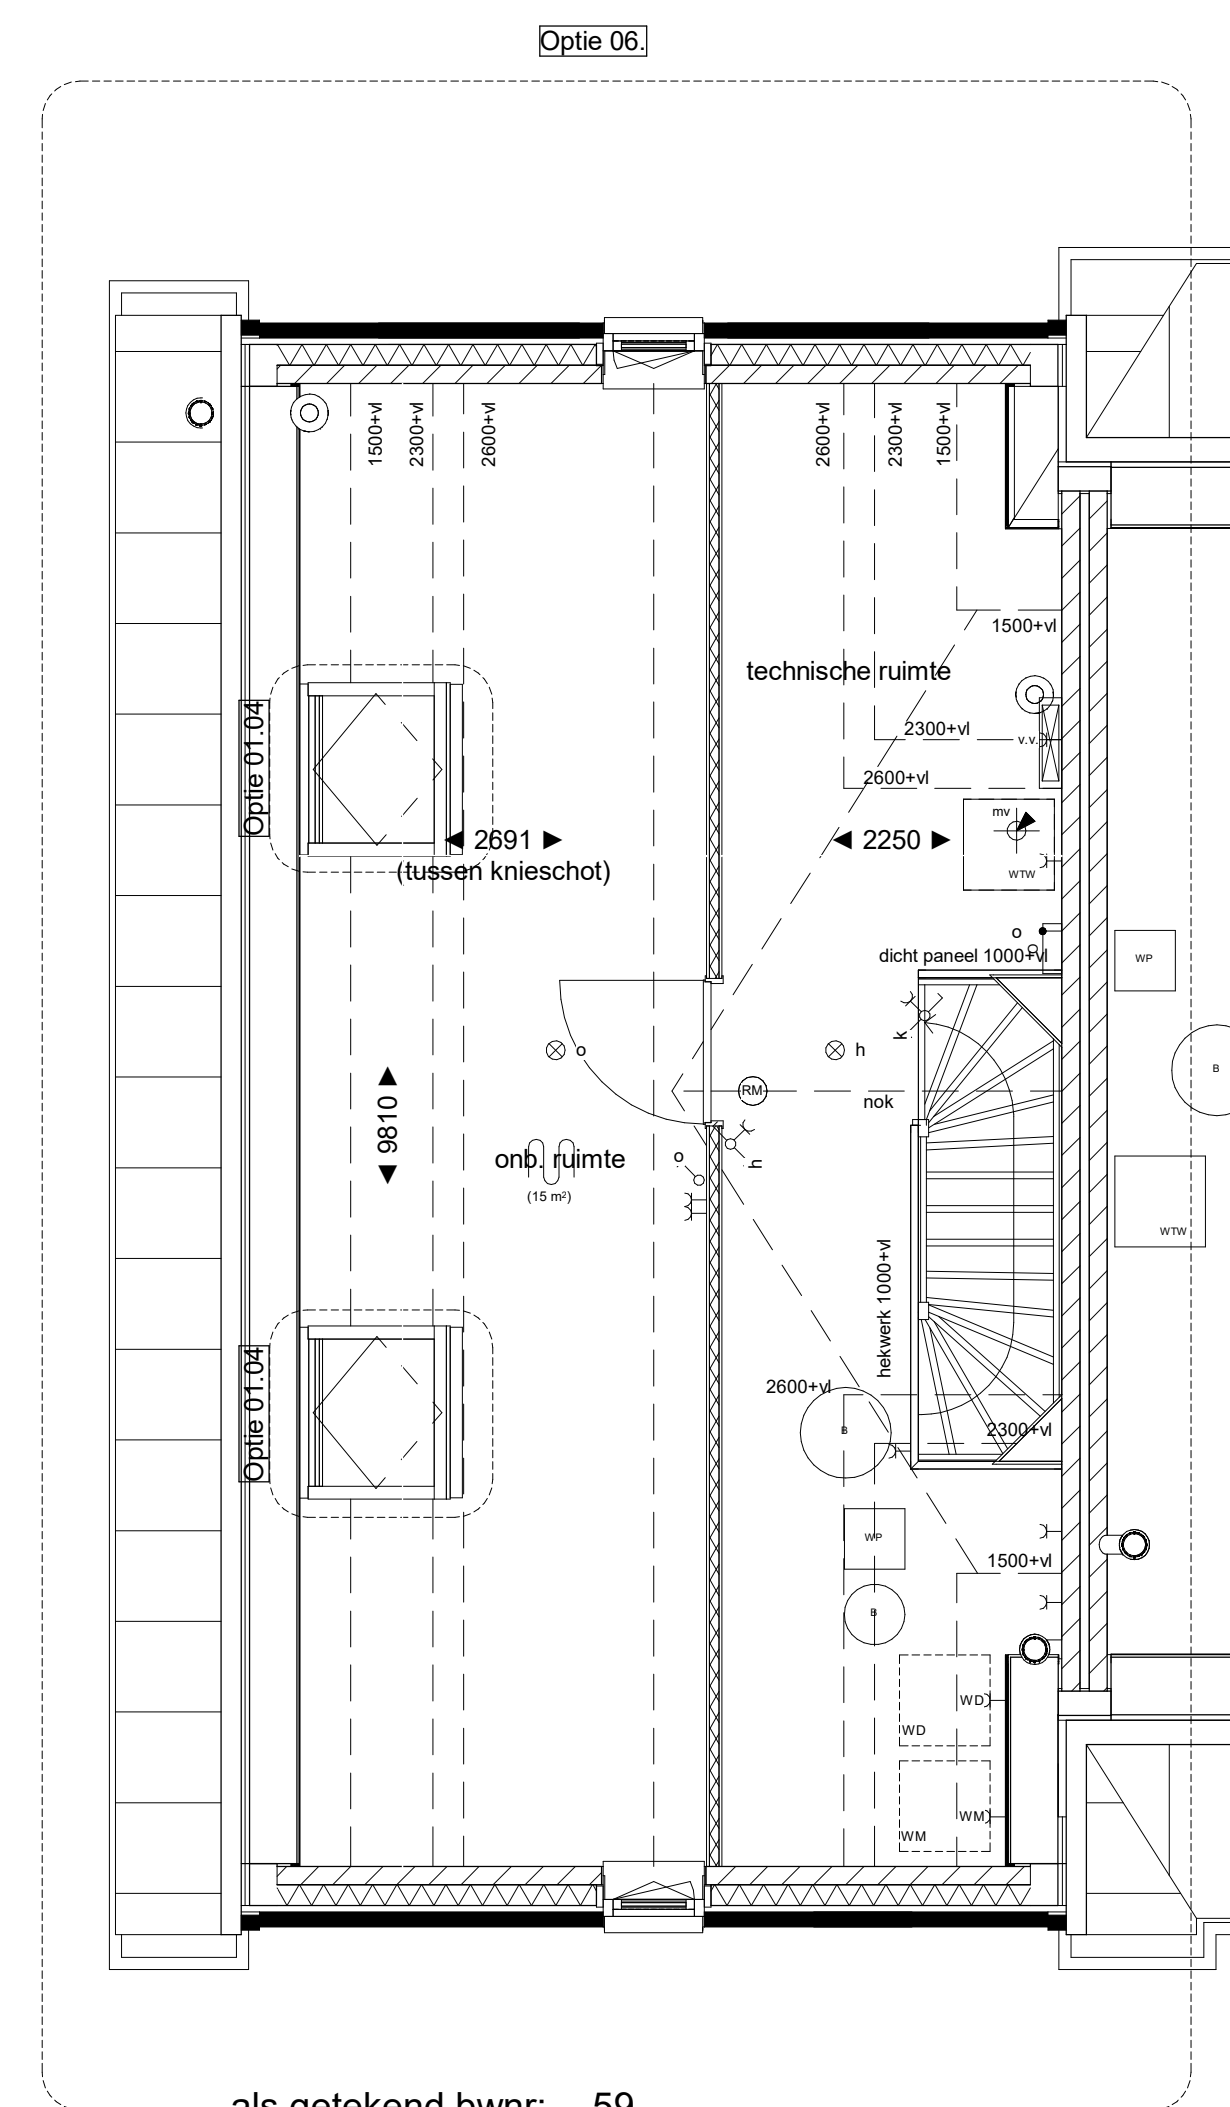 Optie 06.
1500+vl
2300+vl
2600+vl
2600+vl
2300+vl
1500+vl
1500+vl
technische ruimte
Optie 01.04
2300+vl
v.v.
2600+vl
mv
WTW
2691
(tussen knieschot)
2250
o
o
dicht paneel 1000+vl
WP
k
o
h
B
RM
nok
9810
onb. ruimte
(15 m²)
o
h
WTW
hekwerk 1000+vl
Optie 01.04
2600+vl
B
2300+vl
WP
1500+vl
B
WD
WD
WM
WM
als getekend bwnr: 59